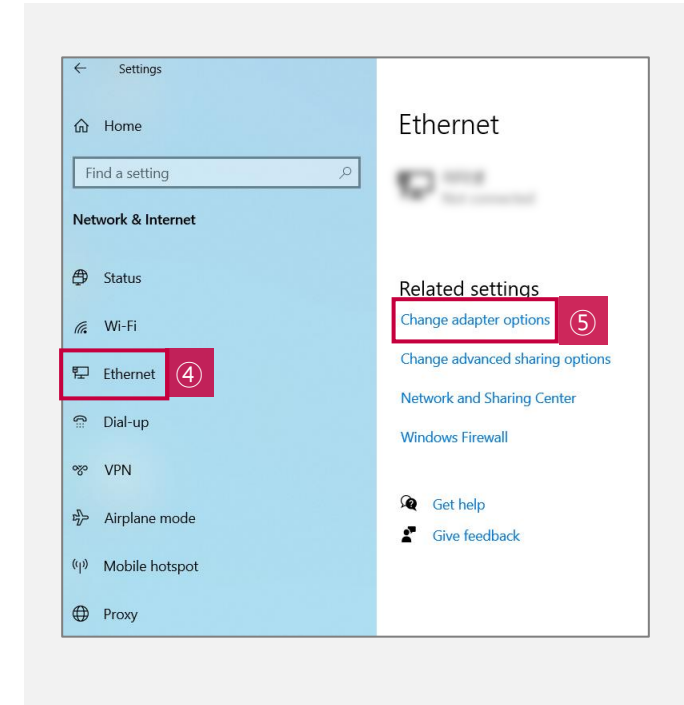 Settings
Home
Find a setting
Network & Internet
Status
Wi-Fi
Ethernet ④
Dial-up
VPN
Airplane mode
Mobile hotspot
Proxy
Ethernet
Not connected
Related settings
Change adapter options ⑤
Change advanced sharing options
Network and Sharing Center
Windows Firewall
Get help
Give feedback